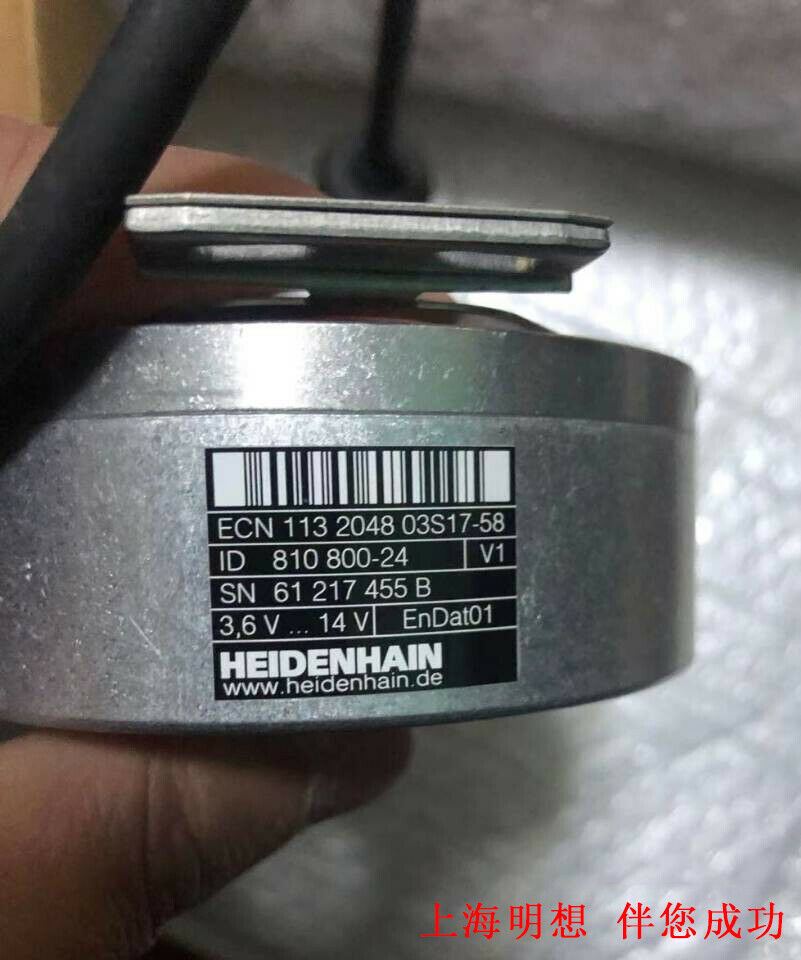 ECN 113 2048 03S17-58
ID 810 800-24 V1
SN 61 217 455 B
3,6 V ... 14 V EnDat01
HEIDENHAIN
www.heidenhain.de
上海明想 伴您成功